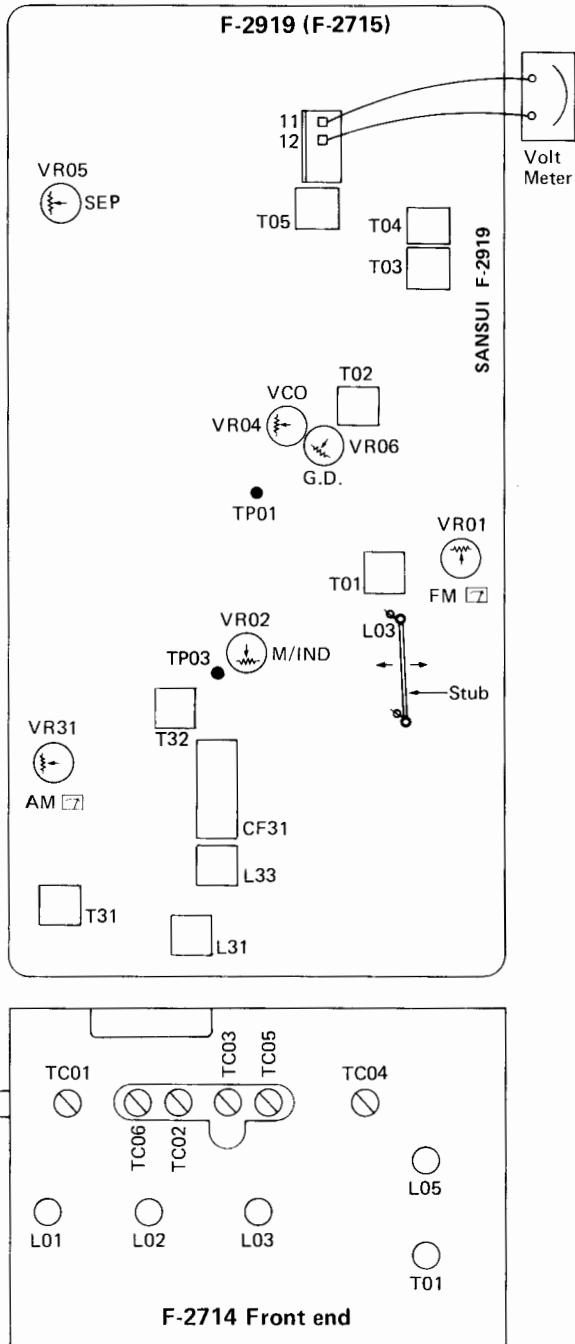 F-2919 (F-2715)
11
12
Volt
Meter
VR05
SEP
T05
T04
T03
SANSUI F-2919
T02
VCO
VR04
VR06
G.D.
TP01
VR01
T01
FM
L03
VR02
M/IND
TP03
Stub
T32
VR31
AM
CF31
L33
T31
L31
TC03
TC05
TC01
TC04
TC06
TC02
L05
L01
L02
L03
T01
F-2714 Front end